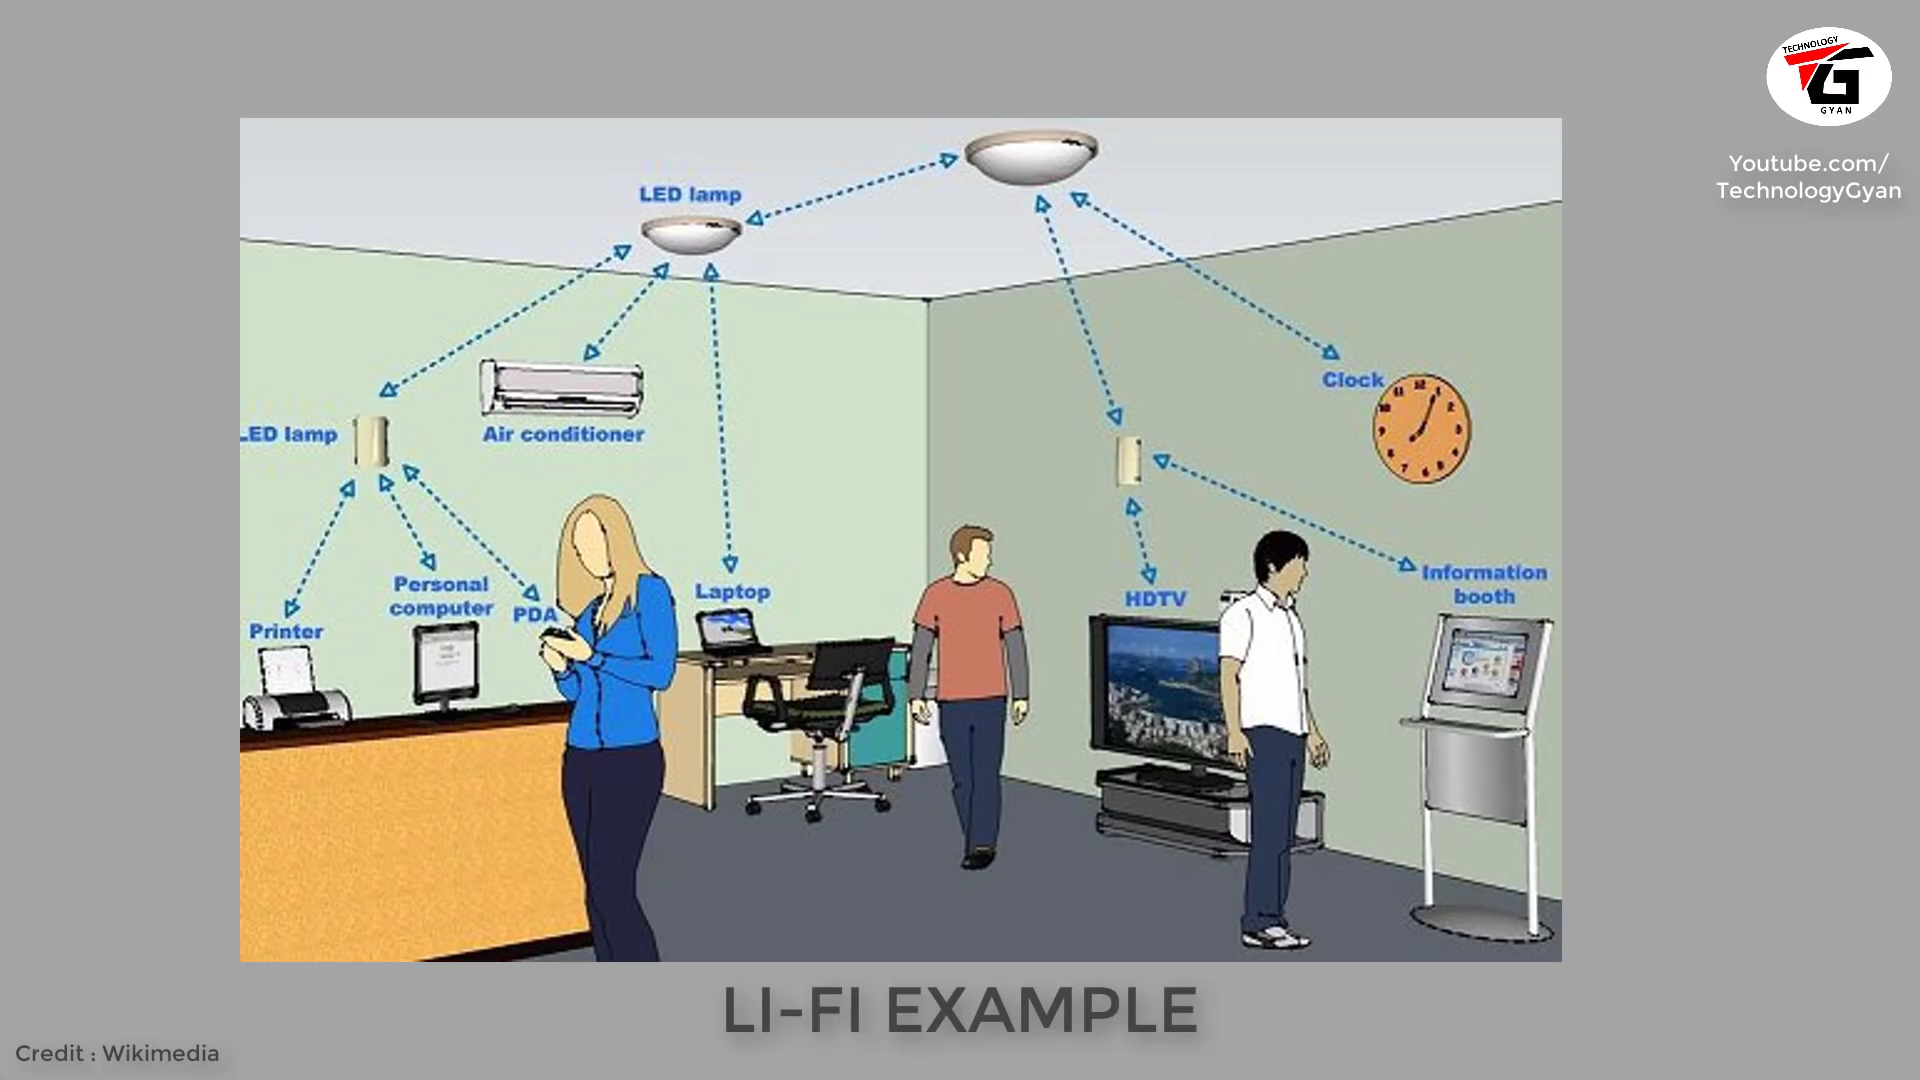 TECHNOLOGY
GYAN
Youtube.com/
TechnologyGyan
LED lamp
Clock
LED lamp
Air conditioner
Information
booth
Personal
computer
PDA
Laptop
HDTV
Printer
LI-FI EXAMPLE
Credit : Wikimedia